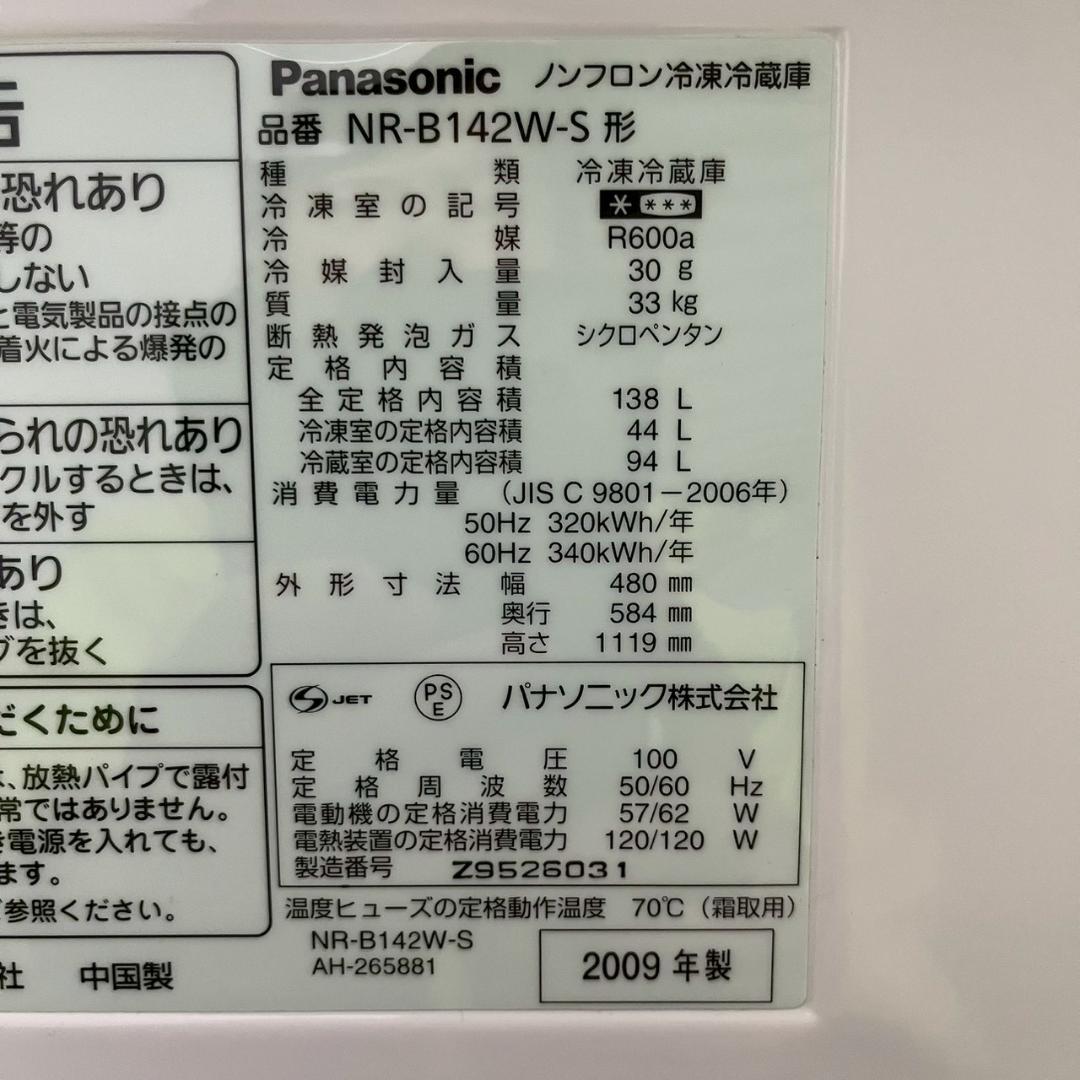 告
恐れあり
等の
しない
と電気製品の接点の
着火による爆発の
られの恐れあり
クルするときは、
を外す
あり
きは、
グを抜く
だくために
は、放熱パイプで露付
常ではありません。
き電源を入れても、
ます。
ご参照ください。
社 中国製
Panasonic ノンフロン冷凍冷蔵庫
品番 NR-B142W-S 形
種類 冷凍冷蔵庫
冷凍室の記号 * ***
冷媒 R600a
冷媒封入量 30 g
質量 33 kg
断熱発泡ガス シクロペンタン
定格内容積
全定格内容積 138 L
冷凍室の定格内容積 44 L
冷蔵室の定格内容積 94 L
消費電力量 (JIS C 9801-2006年)
50Hz 320kWh/年
60Hz 340kWh/年
外形寸法 幅 480 mm
奥行 584 mm
高さ 1119 mm
S JET PSE パナソニック株式会社
定格電圧 100 V
定格周波数 50/60 Hz
電動機の定格消費電力 57/62 W
電熱装置の定格消費電力 120/120 W
製造番号 Z9526031
温度ヒューズの定格動作温度 70℃ (霜取用)
NR-B142W-S
AH-265881
2009 年製